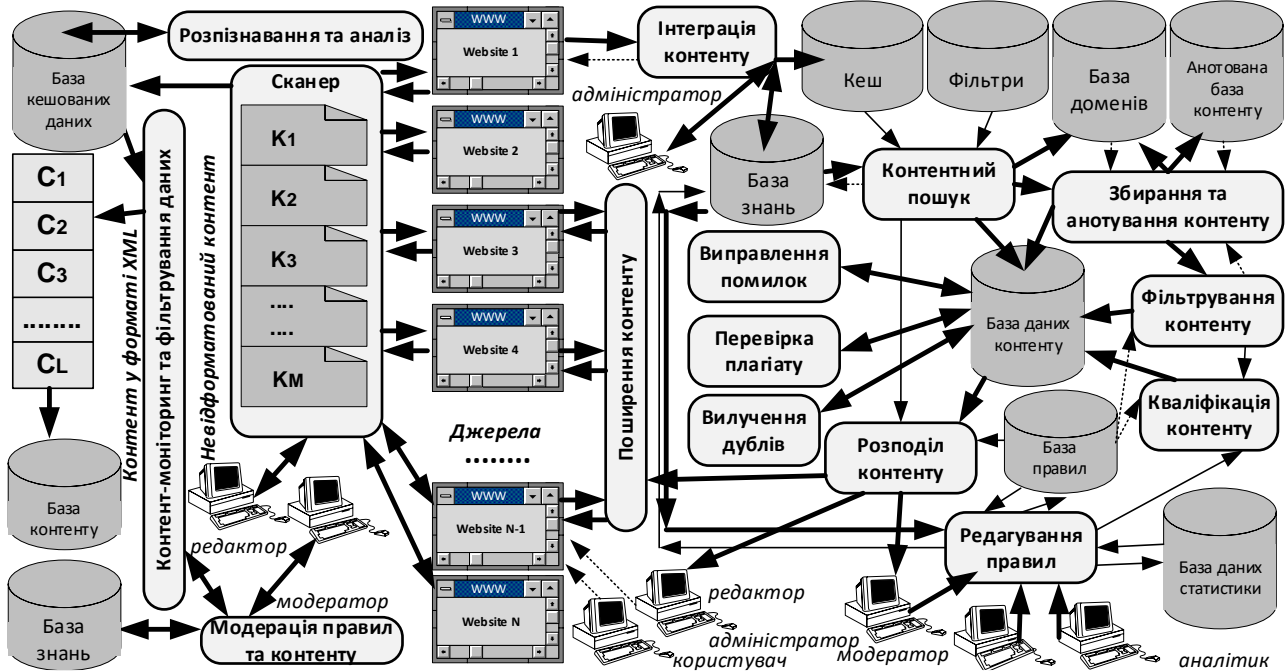 База
кешованих
даних
Розпізнавання та аналіз
C1
C2
C3
........
CL
База
контенту
База
знань
Контент у форматі XML
Контент-моніторинг та фільтрування даних
Невідформатований контент
Сканер
K1
K2
K3
....
....
KM
редактор
модератор
Модерація правил
та контенту
WWW
Website 1
WWW
Website 2
WWW
Website 3
WWW
Website 4
Джерела
........
WWW
Website N-1
WWW
Website N
Поширення контенту
Інтеграція
контенту
адміністратор
База
знань
Кеш
Фільтри
База
доменів
Анотована
база
контенту
Контентний
пошук
Збирання та
анотування контенту
Виправлення
помилок
Перевірка
плагіату
Вилучення
дублів
База даних
контенту
Фільтрування
контенту
Кваліфікація
контенту
Розподіл
контенту
База
правил
Редагування
правил
База даних
статистики
редактор
адміністратор
користувач
модератор
аналітик